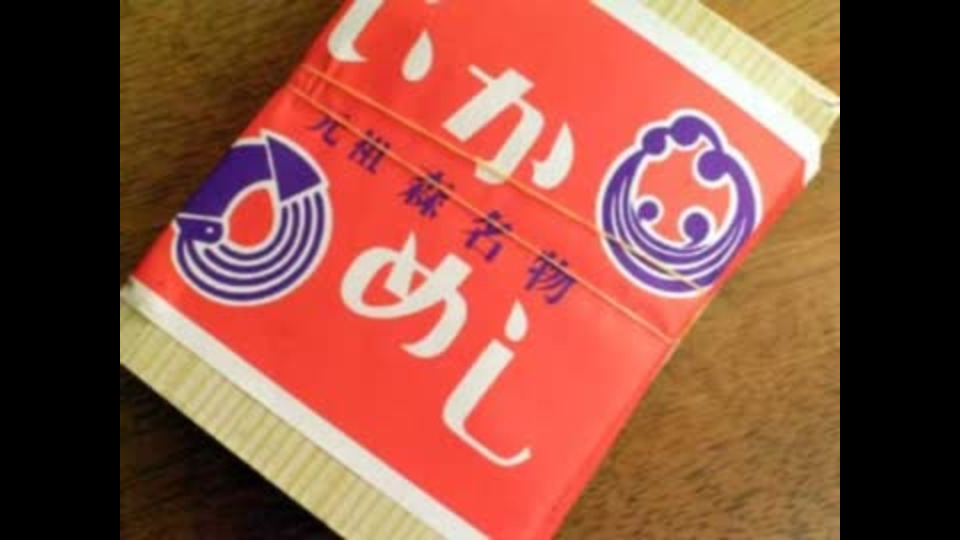 いか
元祖 森名物
めし